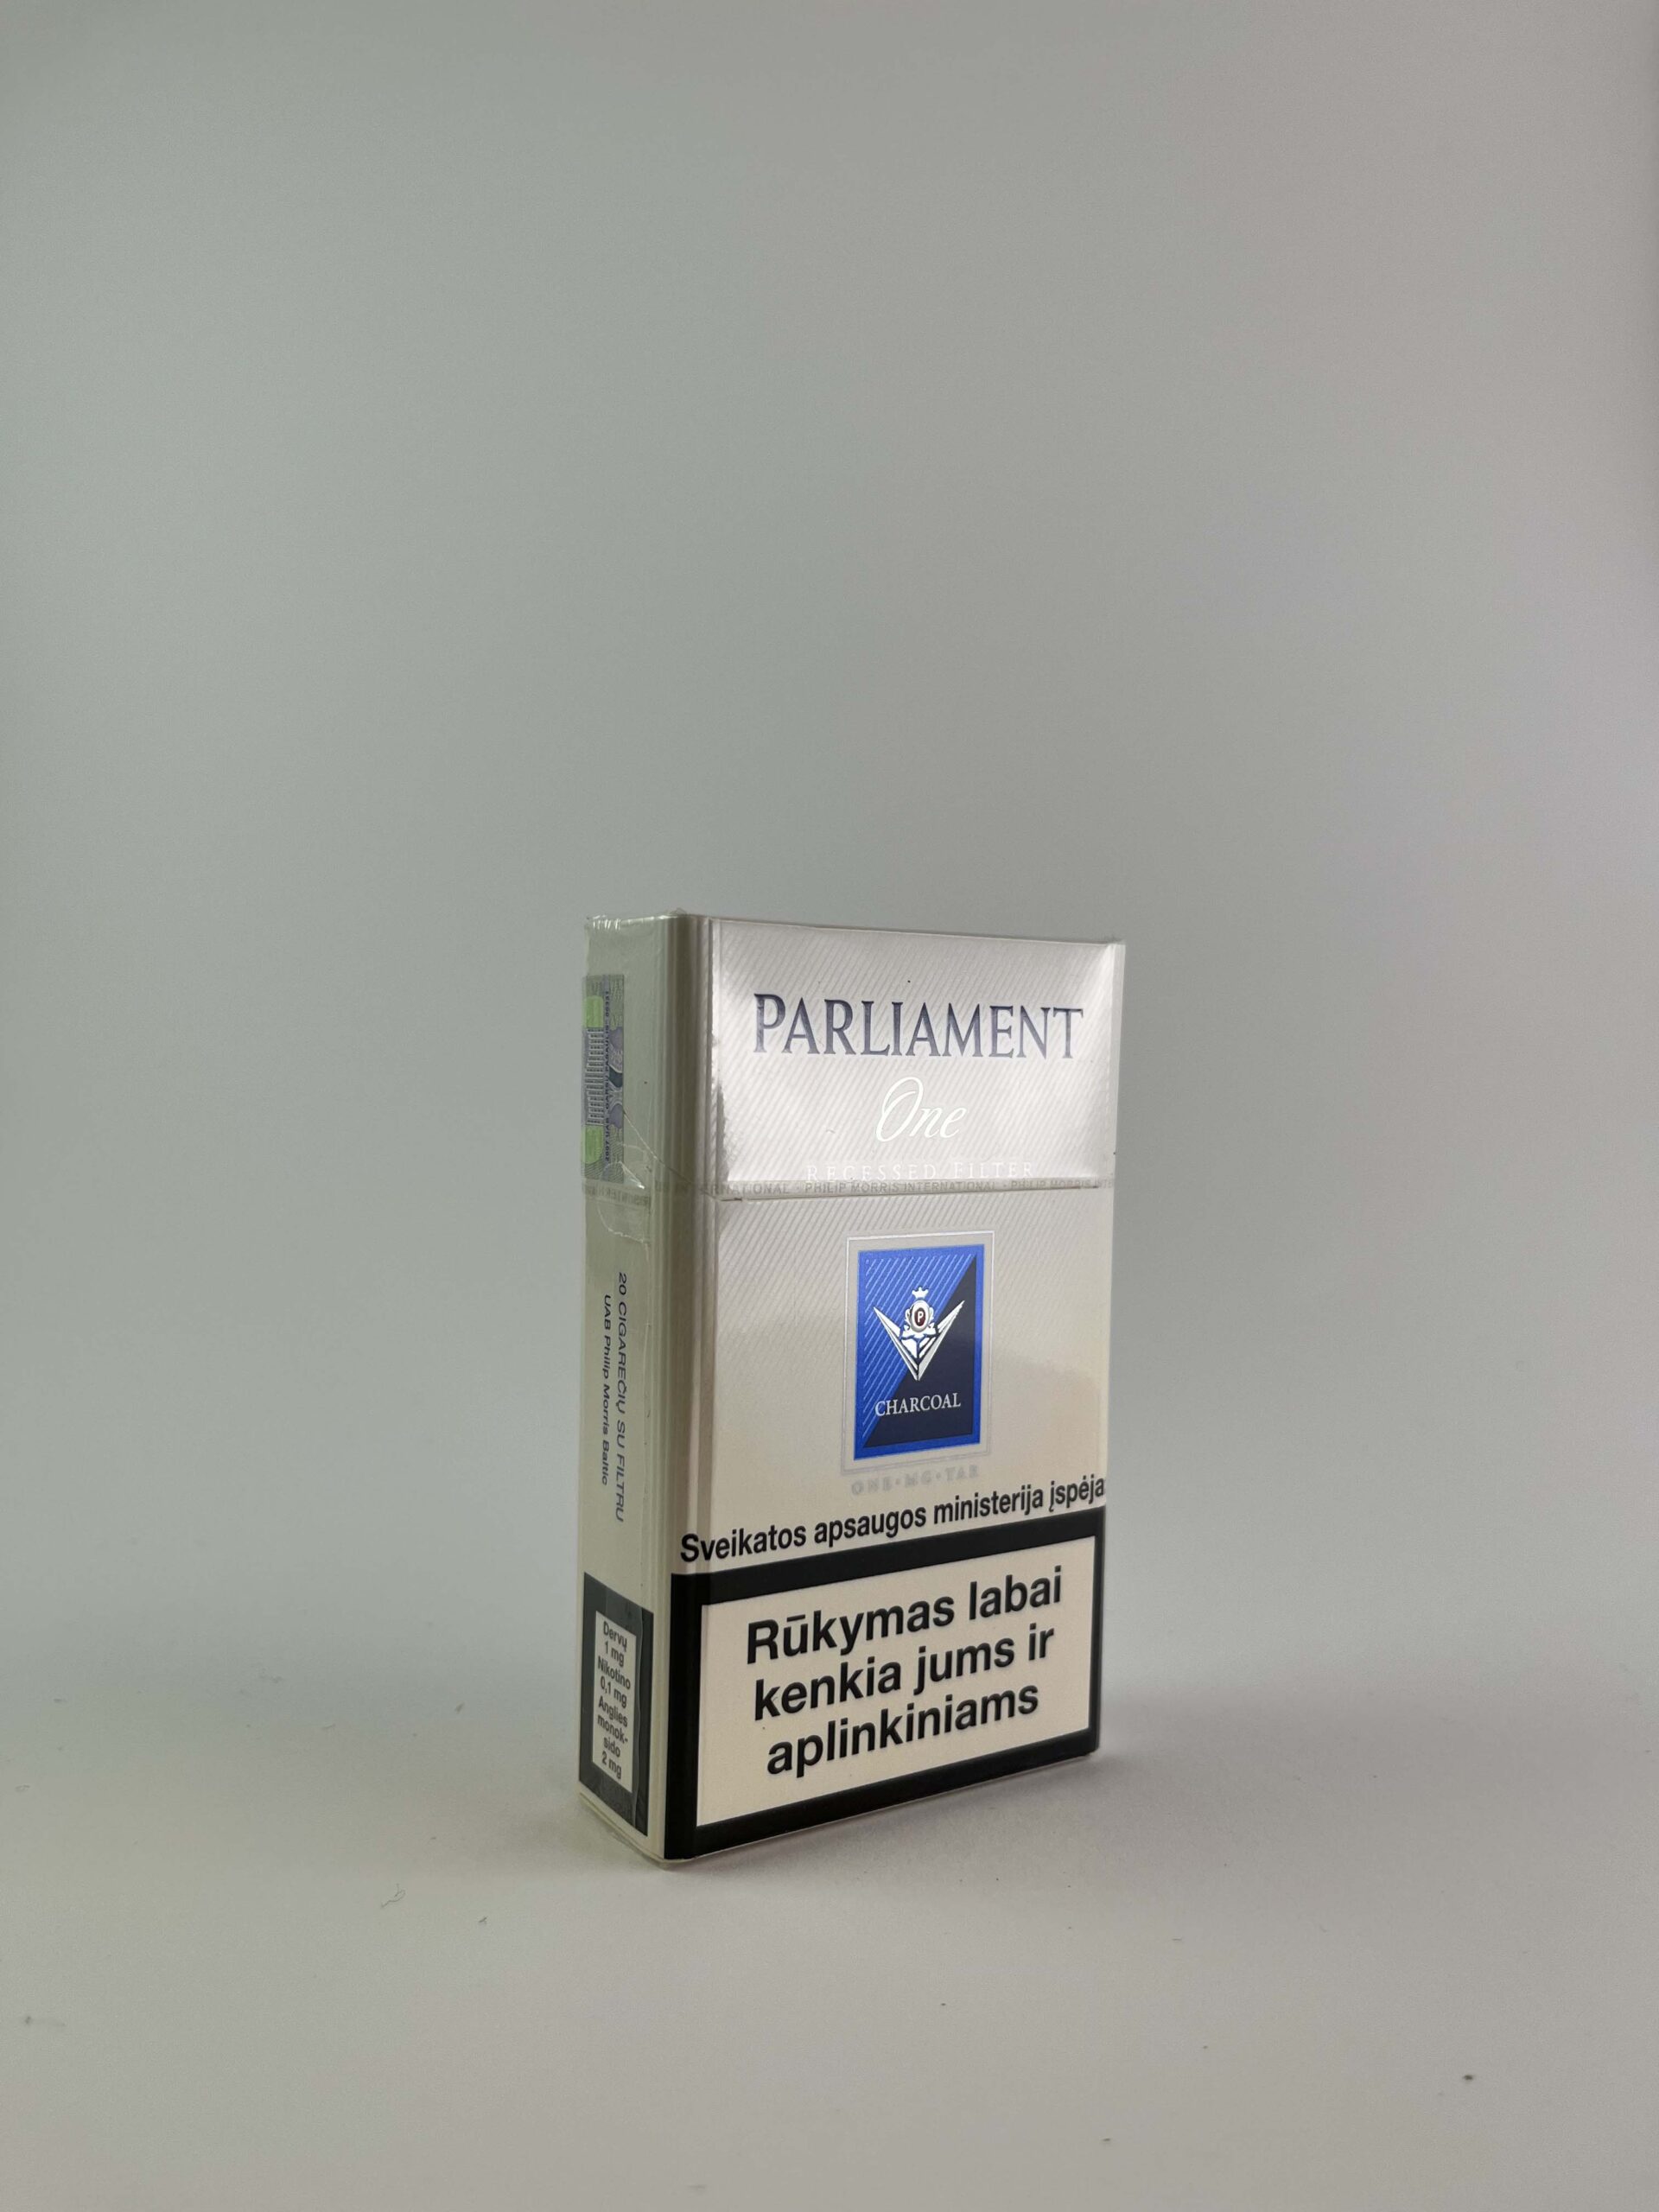 PARLIAMENT
One
RECESSED FILTER
PHILIP MORRIS INTERNATIONAL
P
CHARCOAL
ONE•MG•TAR
Sveikatos apsaugos ministerija įspėja
Rūkymas labai
kenkia jums ir
aplinkiniams
20 CIGAREČIŲ SU FILTRU
UAB Philip Morris Baltic
Dervų
1 mg
Nikotino
0,1 mg
Anglies
monok-
sido
2 mg